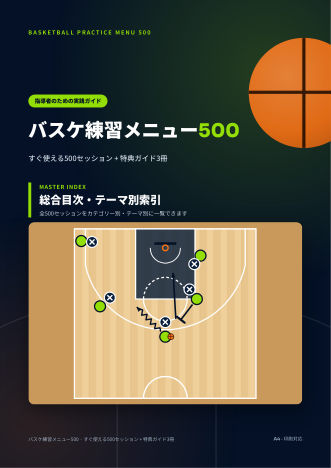 BASKETBALL PRACTICE MENU 500
指導者のための実践ガイド
バスケ練習メニュー500
すぐ使える500セッション + 特典ガイド3冊
MASTER INDEX
総合目次・テーマ別索引
全500セッションをカテゴリー別・テーマ別に一覧できます
バスケ練習メニュー500 - すぐ使える500セッション + 特典ガイド3冊
A4・印刷対応